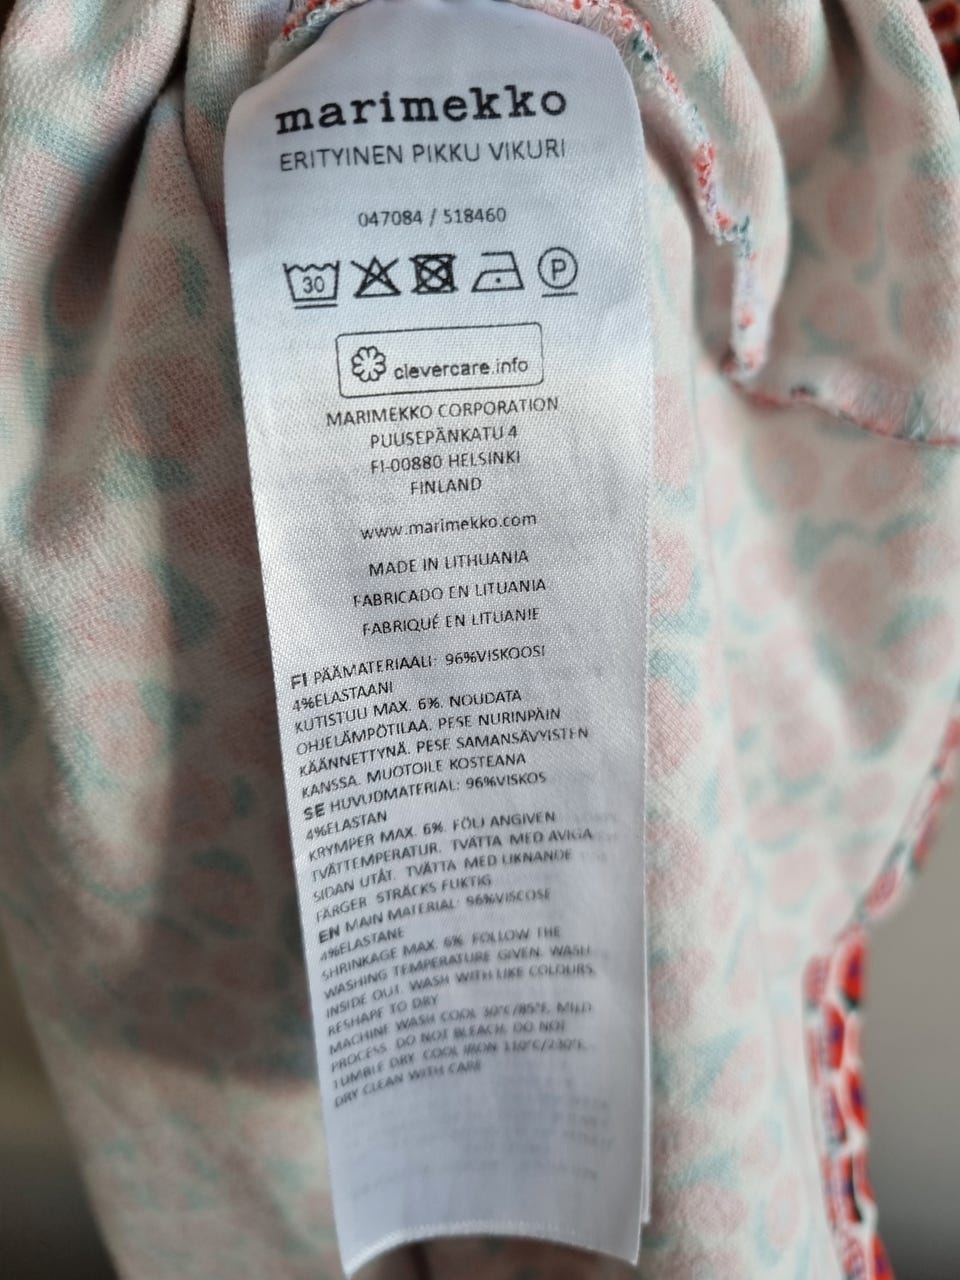 marimekko
ERITYINEN PIKKU VIKURI
047084 / 518460
30
P
clevercare.info
MARIMEKKO CORPORATION
PUUSEPÄNKATU 4
FI-00880 HELSINKI
FINLAND
www.marimekko.com
MADE IN LITHUANIA
FABRICADO EN LITUANIA
FABRIQUÉ EN LITUANIE
FI PÄÄMATERIAALI: 96%VISKOOSI
4%ELASTAANI
KUTISTUU MAX. 6%. NOUDATA
OHJELÄMPÖTILAA. PESE NURINPÄIN
KÄÄNNETTYNÄ. PESE SAMANSÄVYISTEN
KANSSA. MUOTOILE KOSTEANA
SE HUVUDMATERIAL: 96%VISKOS
4%ELASTAN
KRYMPER MAX. 6%. FÖLJ ANGIVEN
TVÄTTEMPERATUR. TVÄTTA MED AVIGA
SIDAN UTÅT. TVÄTTA MED LIKNANDE
FÄRGER STRÄCKS FUKTIG
EN MAIN MATERIAL: 96%VISCOSE
4%ELASTANE
SHRINKAGE MAX. 6% FOLLOW THE
WASHING TEMPERATURE GIVEN. WASH
INSIDE OUT. WASH WITH LIKE COLOURS.
RESHAPE TO DRY
MACHINE WASH COOL 30°C/85°F. MILD
PROCESS. DO NOT BLEACH. DO NOT
TUMBLE DRY. COOL IRON 110°C/230°F.
DRY CLEAN WITH CARE